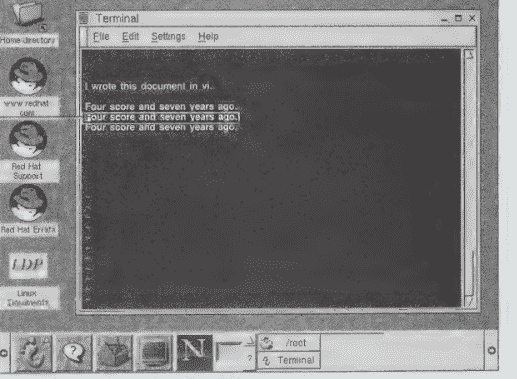 Terminal
File Edit Settings Help
I wrote this document in vi.
Four score and seven years ago.
Four score and seven years ago.
Four score and seven years ago.
Home directory
www.redhat.com
Red Hat
Support
Red Hat Errata
LDP
Linux
Documents
N
?
/root
Terminal